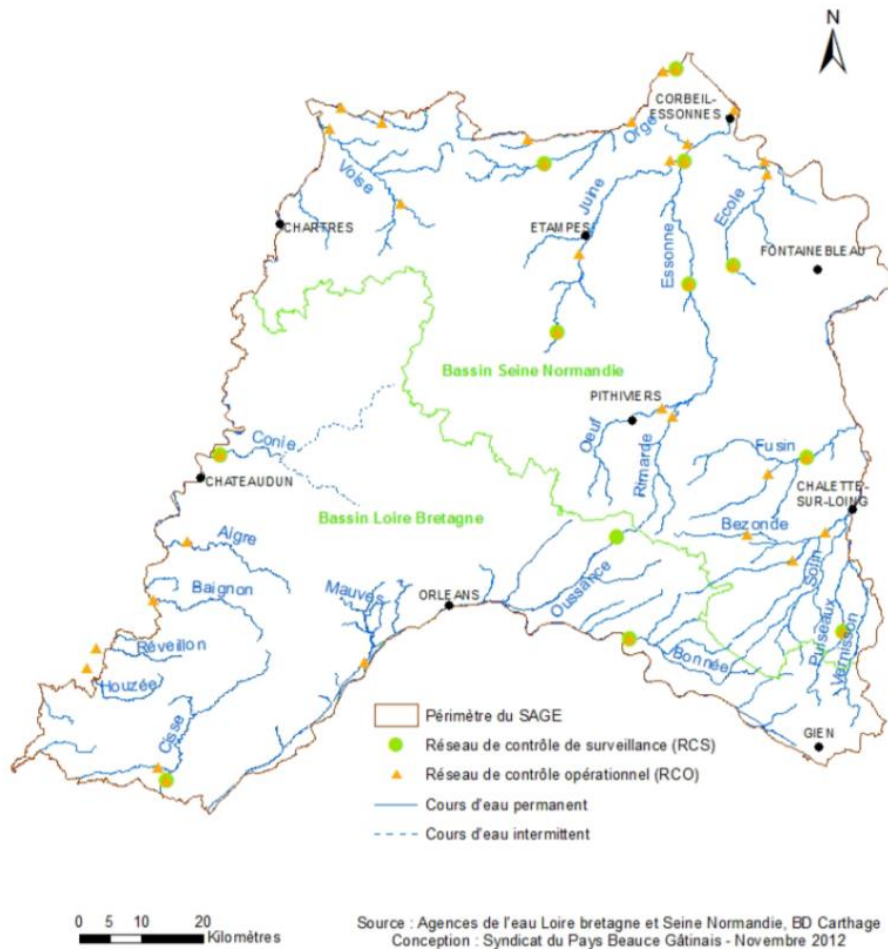 N
CORBEIL-
ESSONNES
Orge
Voise
Juine
Ecole
CHARTRES
ETAMPES
Essonne
FONTAINEBLEAU
Bassin Seine Normandie
PITHIVIERS
Oeuf
Rimarde
Conie
Fusin
CHATEAUDUN
CHALETTE-
SUR-LOING
Bassin Loire Bretagne
Bezonde
Aigre
Solin
Baignon
Mauves
ORLEANS
Oussance
Puiseaux
Vernisson
Réveillon
Bonnée
Houzée
Cisse
GIEN
Périmètre du SAGE
Réseau de contrôle de surveillance (RCS)
Réseau de contrôle opérationnel (RCO)
Cours d'eau permanent
Cours d'eau intermittent
0 5 10 20
Kilomètres
Source : Agences de l'eau Loire bretagne et Seine Normandie, BD Carthage
Conception : Syndicat du Pays Beauce Gâtinais - Novembre 2012